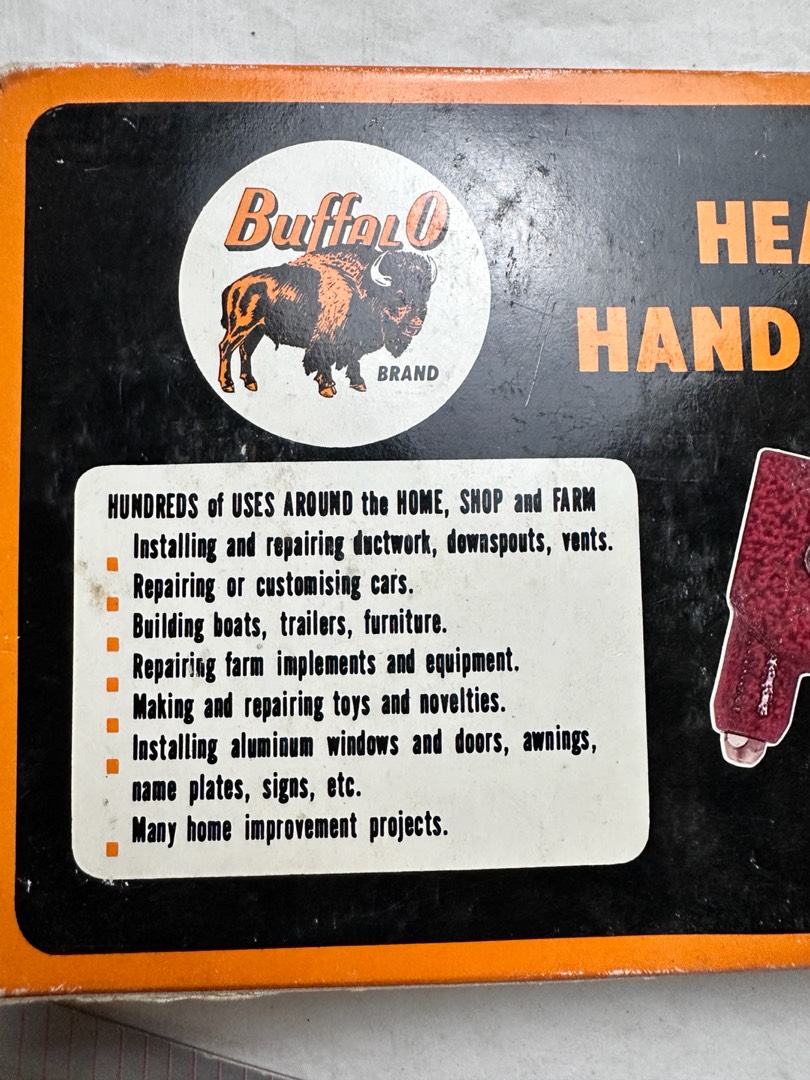 Buffalo
BRAND
HEA
HAND
HUNDREDS of USES AROUND the HOME, SHOP and FARM
Installing and repairing ductwork, downspouts, vents.
Repairing or customising cars.
Building boats, trailers, furniture.
Repairing farm implements and equipment.
Making and repairing toys and novelties.
Installing aluminum windows and doors, awnings,
name plates, signs, etc.
Many home improvement projects.